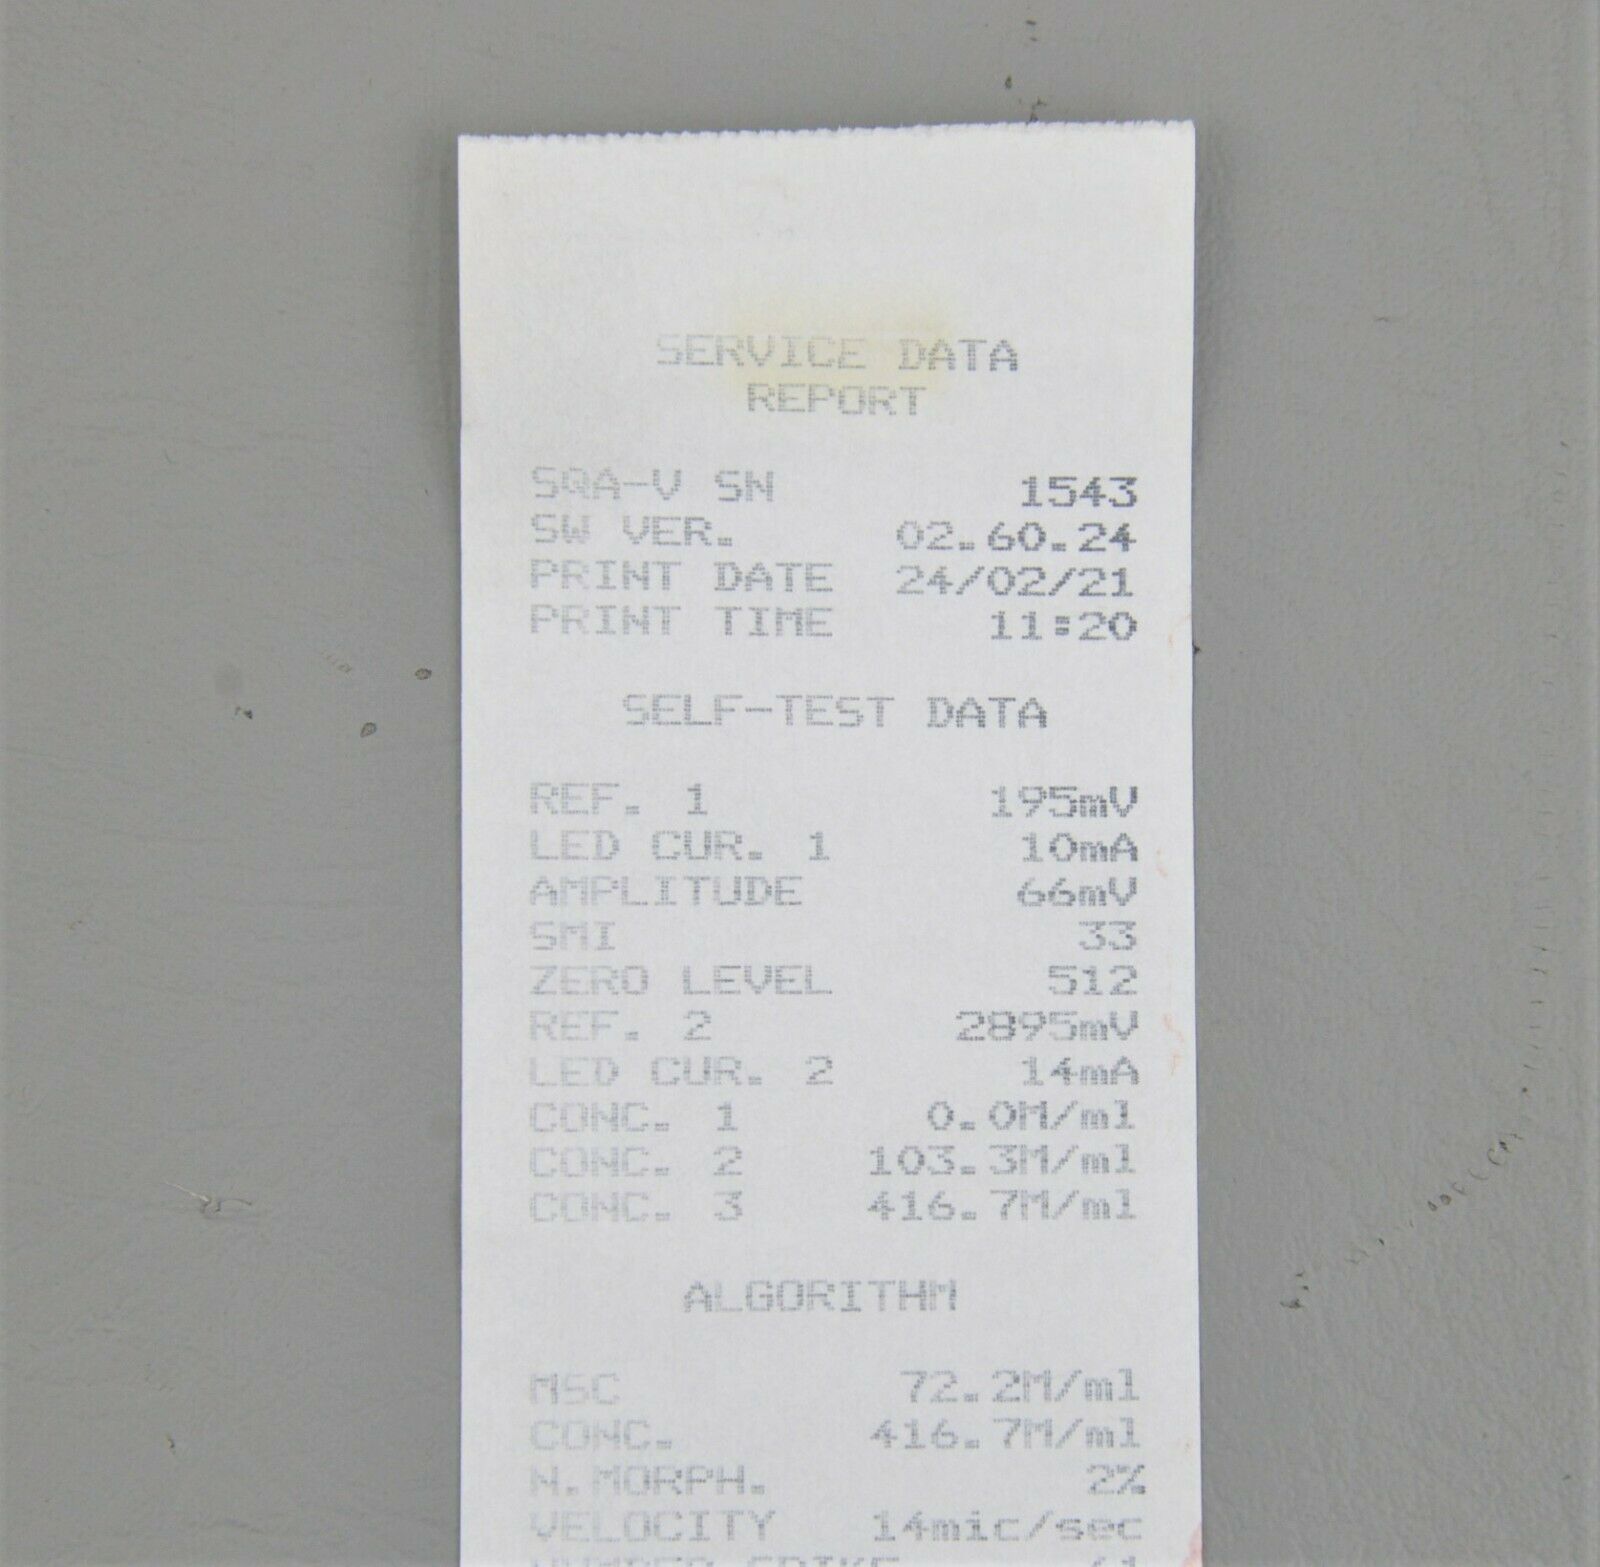 SERVICE DATA
REPORT
SQA-V SN 1543
SW VER. 02.60.24
PRINT DATE 24/02/21
PRINT TIME 11:20
SELF-TEST DATA
REF. 1 195mV
LED CUR. 1 10mA
AMPLITUDE 66mV
SMI 33
ZERO LEVEL 512
REF. 2 2895mV
LED CUR. 2 14mA
CONC. 1 0.0M/ml
CONC. 2 103.3M/ml
CONC. 3 416.7M/ml
ALGORITHM
MSC 72.2M/ml
CONC. 416.7M/ml
N.MORPH. 2%
VELOCITY 14mic/sec